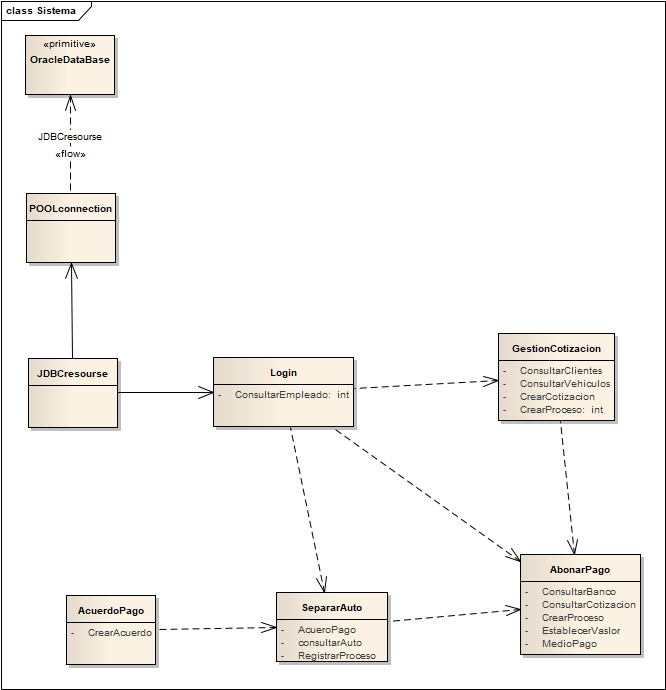 class Sistema
«primitive»
OracleDataBase
JDBCresourse
«flow»
POOLconnection
JDBCresourse
Login
- ConsultarEmpleado: int
GestionCotizacion
- ConsultarClientes
- ConsultarVehiculos
- CrearCotizacion
- CrearProceso: int
AcuerdoPago
- CrearAcuerdo
SepararAuto
- AcueroPago
- consultarAuto
- RegistrarProceso
AbonarPago
- ConsultarBanco
- ConsultarCotizacion
- CrearProceso
- EstablecerVaslor
- MedioPago